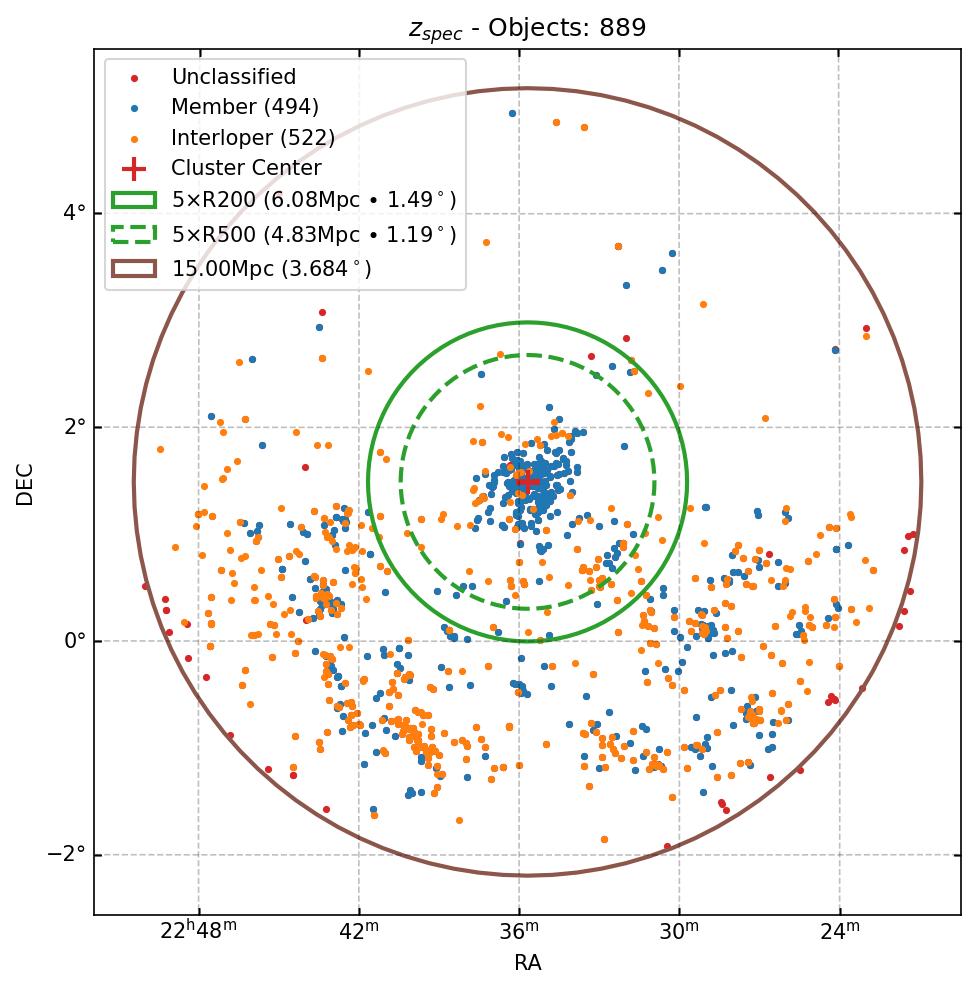 z_spec - Objects: 889
Unclassified
Member (494)
Interloper (522)
Cluster Center
5×R200 (6.08Mpc • 1.49°)
5×R500 (4.83Mpc • 1.19°)
15.00Mpc (3.684°)
DEC
4°
2°
0°
−2°
22ʰ48ᵐ 42ᵐ 36ᵐ 30ᵐ 24ᵐ
RA